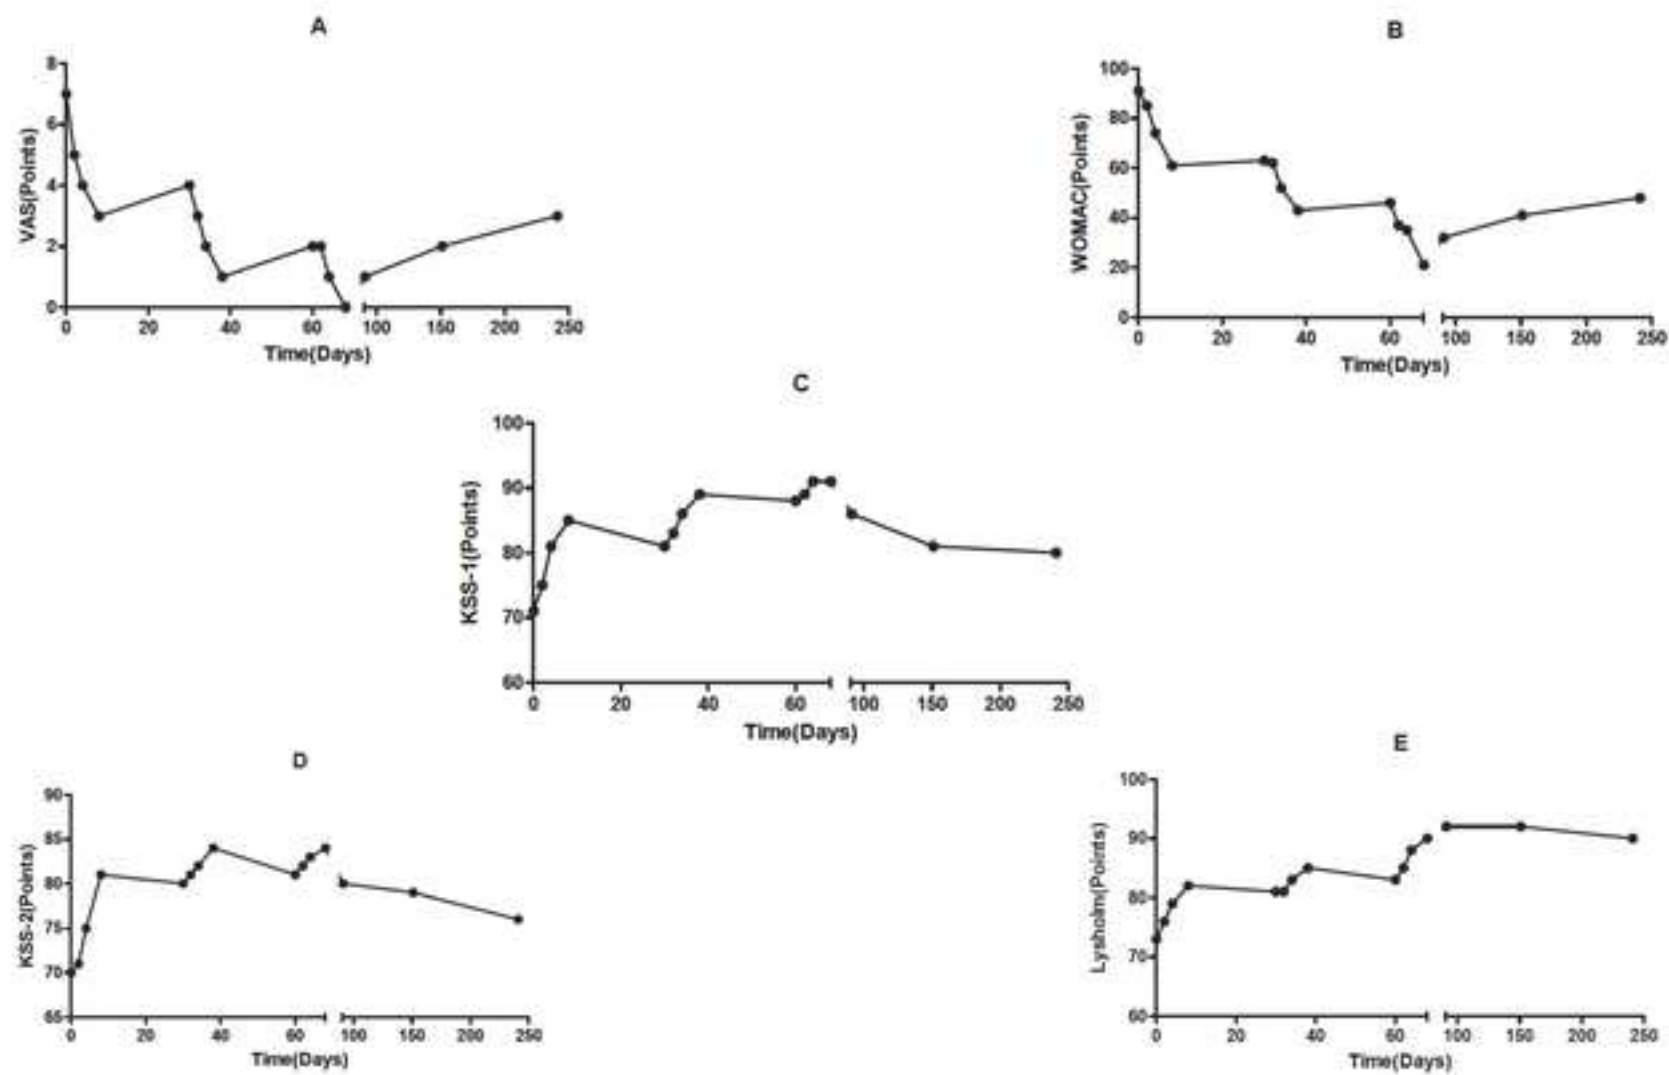 A
VAS(Points)
8
6
4
2
0
0 20 40 60 100 150 200 250
Time(Days)
B
WOMAC(Points)
100
80
60
40
20
0
0 20 40 60 100 150 200 250
Time(Days)
C
KSS-1(Points)
100
90
80
70
60
0 20 40 60 100 150 200 250
Time(Days)
D
KSS-2(Points)
90
85
80
75
70
65
0 20 40 60 100 150 200 250
Time(Days)
E
Lysholm(Points)
100
90
80
70
60
0 20 40 60 100 150 200 250
Time(Days)